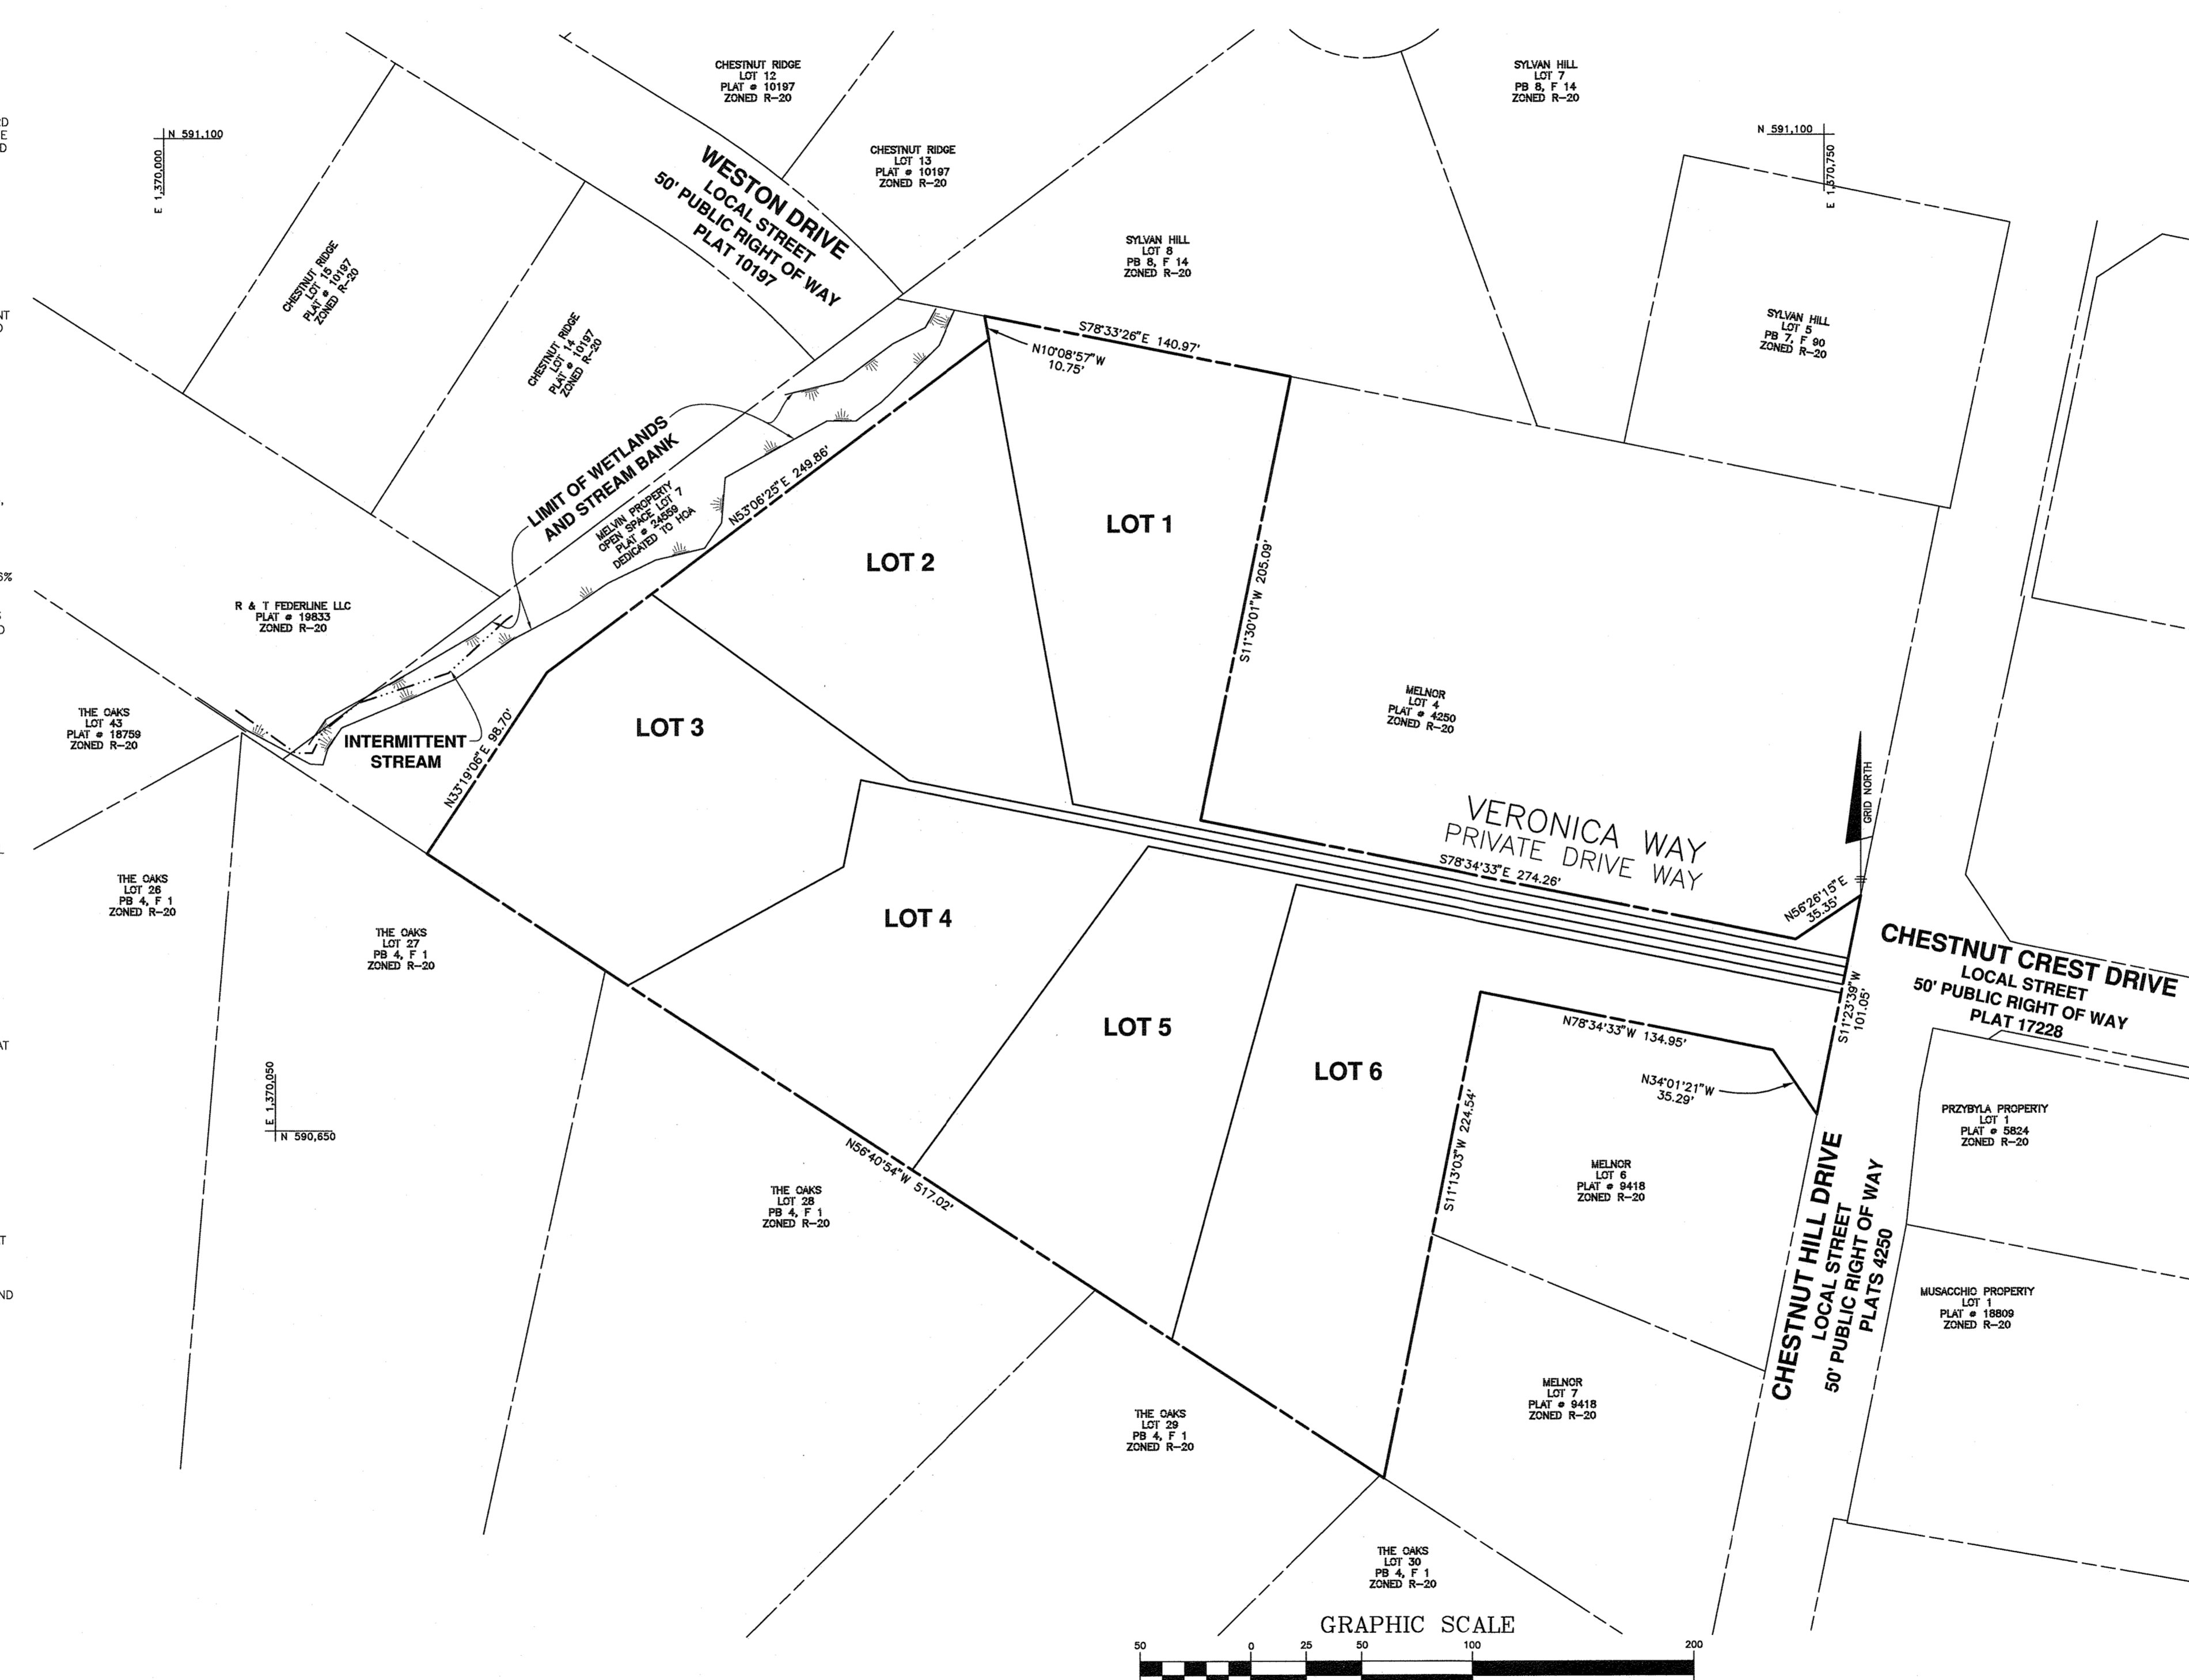 D
E
D
NT
D
6%
D
AT
T
ND
N 591,100
E 1,370,000
CHESTNUT RIDGE
LOT 12
PLAT # 10197
ZONED R-20
CHESTNUT RIDGE
LOT 13
PLAT # 10197
ZONED R-20
SYLVAN HILL
LOT 7
PB 8, F 14
ZONED R-20
N 591,100
E 1,370,750
WESTON DRIVE
LOCAL STREET
50' PUBLIC RIGHT OF WAY
PLAT 10197
SYLVAN HILL
LOT 8
PB 8, F 14
ZONED R-20
CHESTNUT RIDGE
LOT 15
PLAT # 10197
ZONED R-20
CHESTNUT RIDGE
LOT 14
PLAT # 10197
ZONED R-20
SYLVAN HILL
LOT 5
PB 7, F 90
ZONED R-20
S78°33'26"E 140.97'
N10°08'57"W
10.75'
LIMIT OF WETLANDS
AND STREAM BANK
MELVIN PROPERTY
OPEN SPACE LOT 7
PLAT # 24559
DEDICATED TO HOA
N53°06'25"E 249.86'
LOT 1
LOT 2
S11°30'01"W 205.09'
R & T FEDERLINE LLC
PLAT # 19833
ZONED R-20
THE OAKS
LOT 43
PLAT # 18759
ZONED R-20
INTERMITTENT
STREAM
N33°19'06"E 98.70'
LOT 3
MELNOR
LOT 4
PLAT # 4250
ZONED R-20
GRID NORTH
VERONICA WAY
PRIVATE DRIVE WAY
S78°34'33"E 274.26'
N56°26'15"E
35.35'
THE OAKS
LOT 26
PB 4, F 1
ZONED R-20
THE OAKS
LOT 27
PB 4, F 1
ZONED R-20
LOT 4
CHESTNUT CREST DRIVE
LOCAL STREET
50' PUBLIC RIGHT OF WAY
PLAT 17228
S11°23'39"W
101.05'
LOT 5
LOT 6
N78°34'33"W 134.95'
N34°01'21"W
35.29'
E 1,370,050
N 590,650
S11°13'03"W 224.54'
PRZYBYLA PROPERTY
LOT 1
PLAT # 5824
ZONED R-20
N56°40'54"W 517.02'
THE OAKS
LOT 28
PB 4, F 1
ZONED R-20
MELNOR
LOT 6
PLAT # 9418
ZONED R-20
CHESTNUT HILL DRIVE
LOCAL STREET
50' PUBLIC RIGHT OF WAY
PLATS 4250
MUSACCHIO PROPERTY
LOT 1
PLAT # 18809
ZONED R-20
MELNOR
LOT 7
PLAT # 9418
ZONED R-20
THE OAKS
LOT 29
PB 4, F 1
ZONED R-20
THE OAKS
LOT 30
PB 4, F 1
ZONED R-20
GRAPHIC SCALE
50 0 25 50 100 200